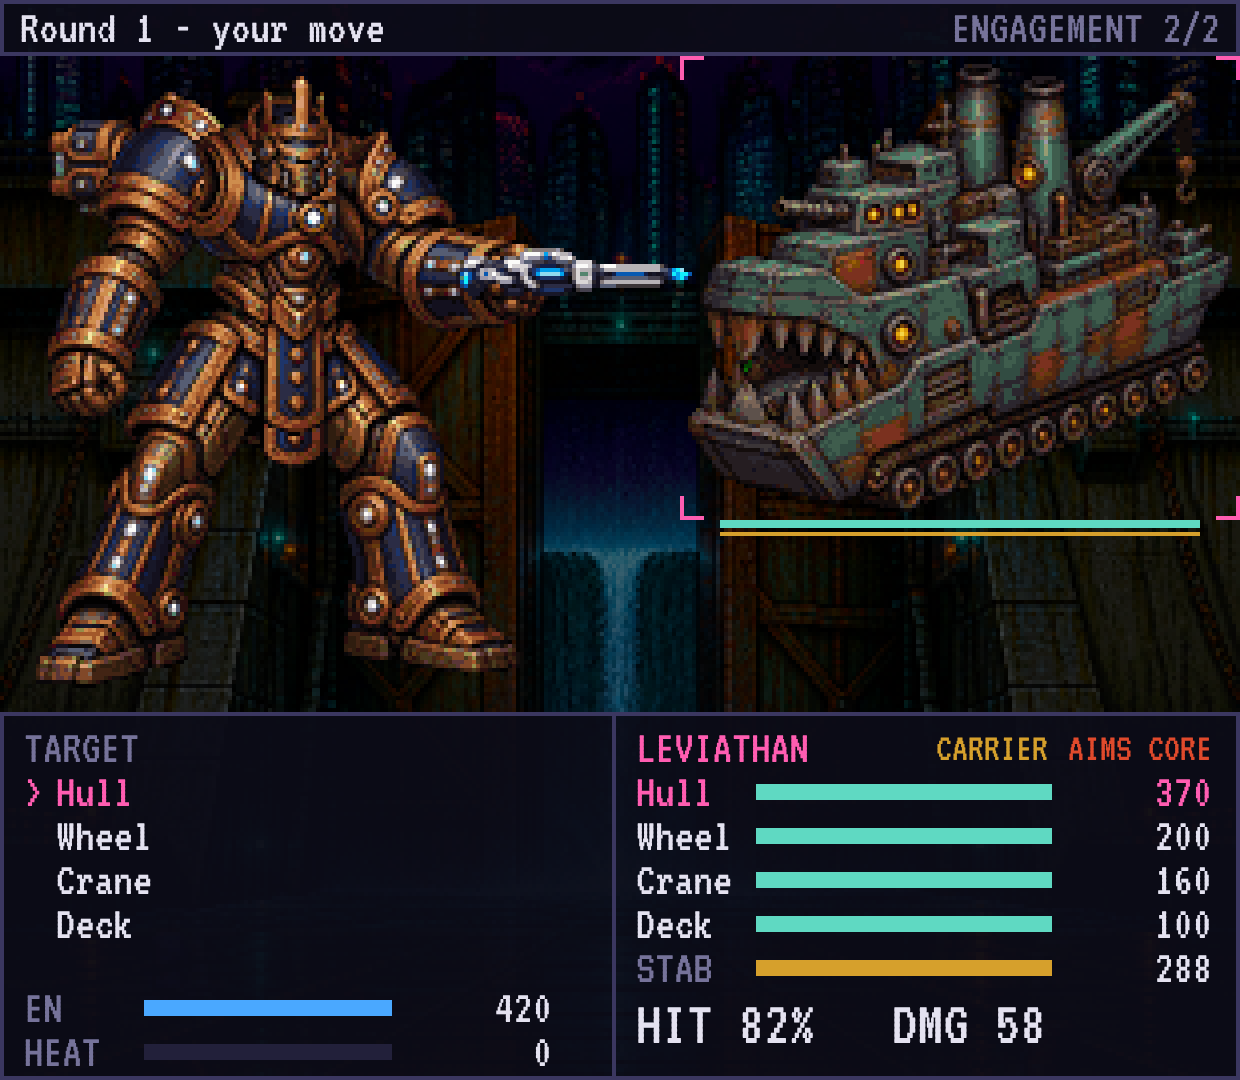 Round 1 - your move
ENGAGEMENT 2/2
TARGET
› Hull
Wheel
Crane
Deck
EN 420
HEAT 0
LEVIATHAN CARRIER AIMS CORE
Hull 370
Wheel 200
Crane 160
Deck 100
STAB 288
HIT 82% DMG 58